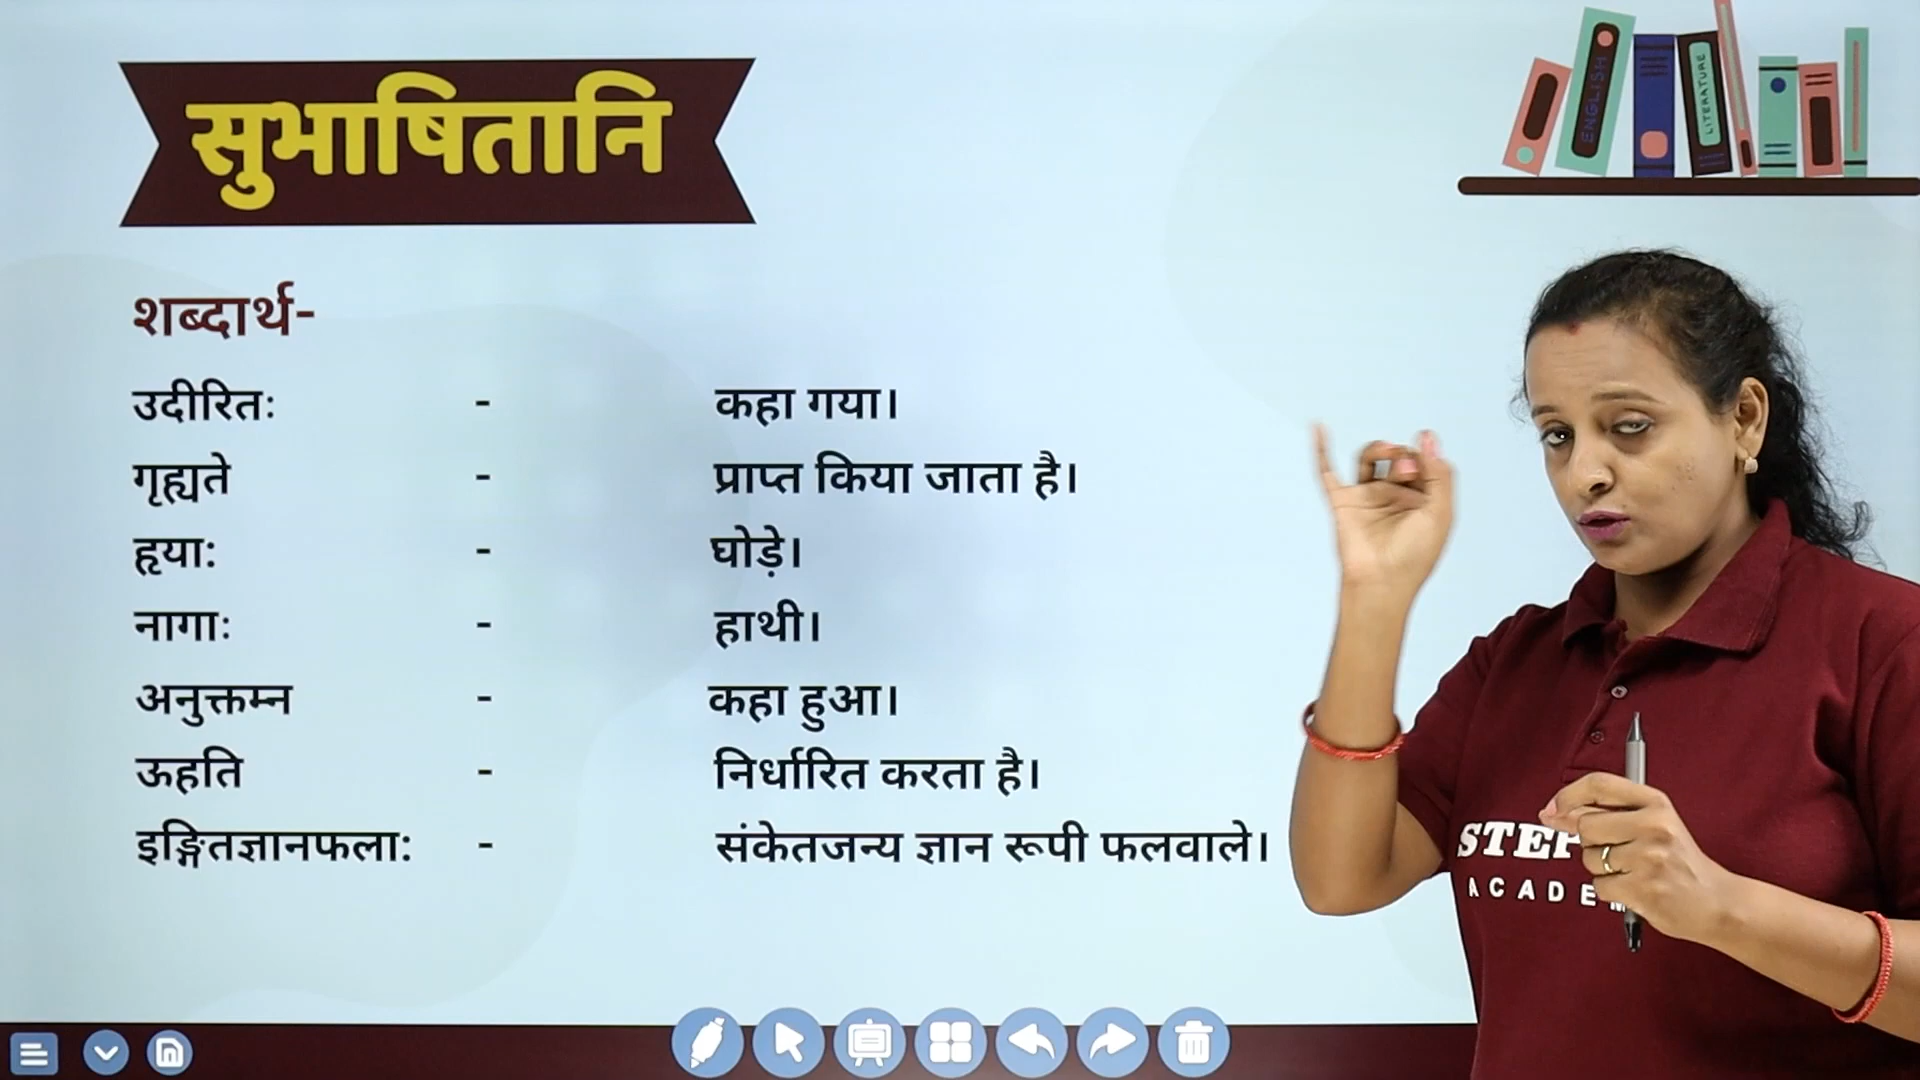 सुभाषितानि
ENGLISH
LITERATURE
शब्दार्थ-
उदीरितः - कहा गया।
गृह्यते - प्राप्त किया जाता है।
हृयाः - घोड़े।
नागाः - हाथी।
अनुक्तम्न - कहा हुआ।
ऊहति - निर्धारित करता है।
इङ्गितज्ञानफलाः - संकेतजन्य ज्ञान रूपी फलवाले।
STEP
ACADEM